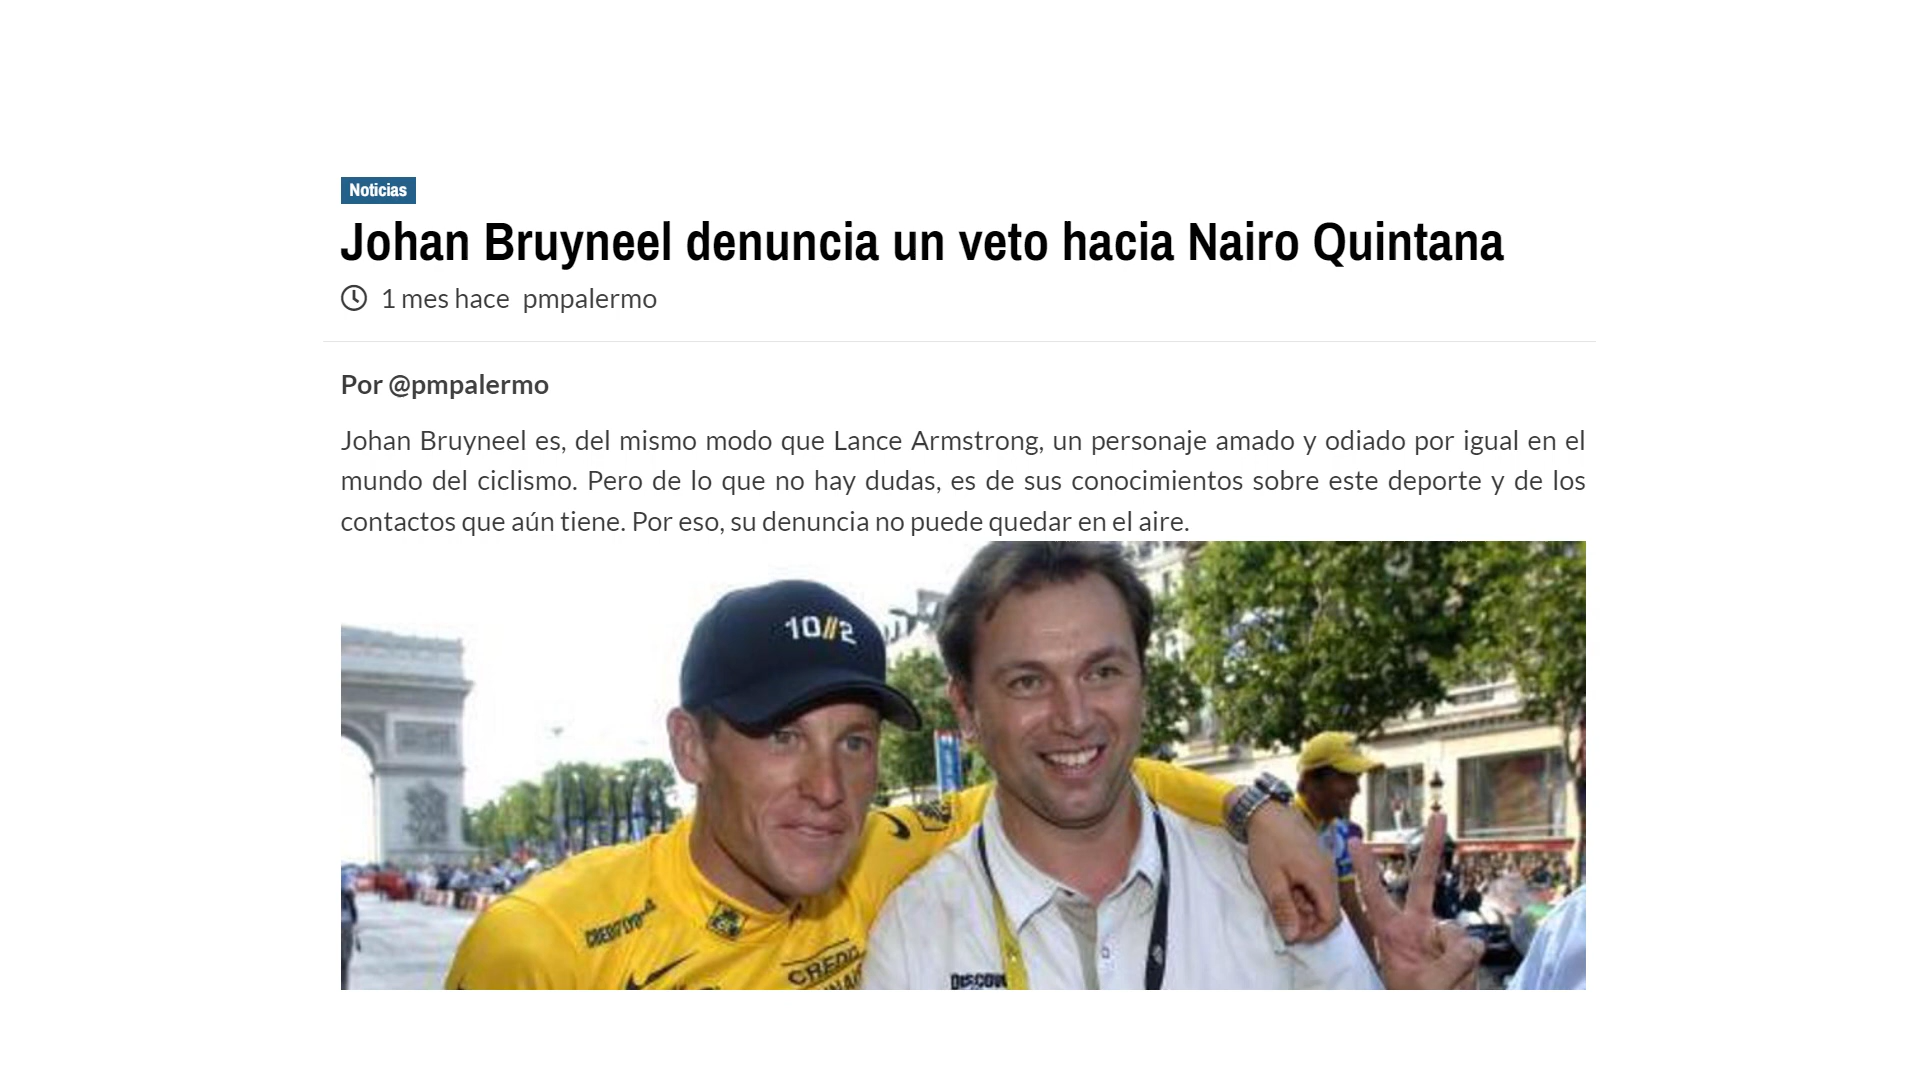 Noticias
Johan Bruyneel denuncia un veto hacia Nairo Quintana
1 mes hace pmpalermo
Por @pmpalermo
Johan Bruyneel es, del mismo modo que Lance Armstrong, un personaje amado y odiado por igual en el
mundo del ciclismo. Pero de lo que no hay dudas, es de sus conocimientos sobre este deporte y de los
contactos que aún tiene. Por eso, su denuncia no puede quedar en el aire.
10//2
CREDIT
DISCOV